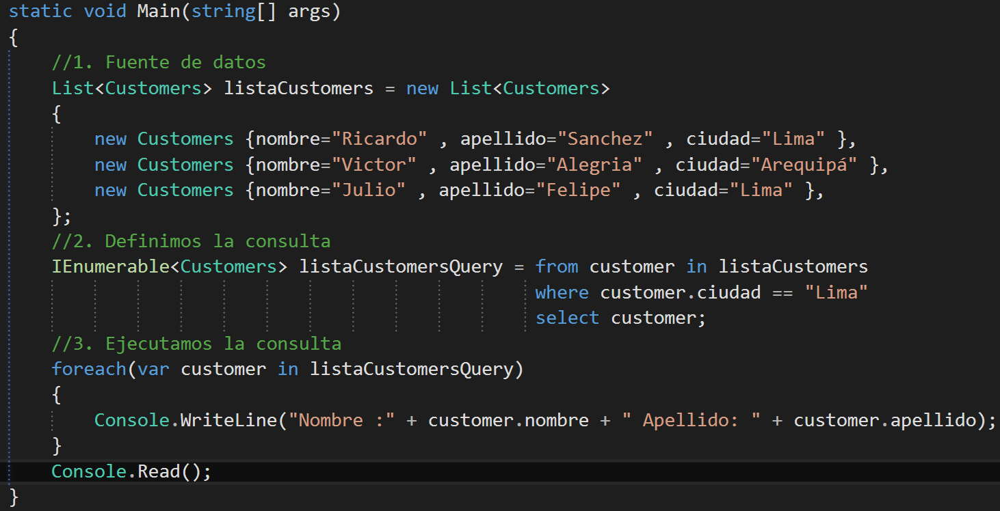 static void Main(string[] args)
{
//1. Fuente de datos
List<Customers> listaCustomers = new List<Customers>
{
new Customers {nombre="Ricardo" , apellido="Sanchez" , ciudad="Lima" },
new Customers {nombre="Victor" , apellido="Alegria" , ciudad="Arequipá" },
new Customers {nombre="Julio" , apellido="Felipe" , ciudad="Lima" },
};
//2. Definimos la consulta
IEnumerable<Customers> listaCustomersQuery = from customer in listaCustomers
where customer.ciudad == "Lima"
select customer;
//3. Ejecutamos la consulta
foreach(var customer in listaCustomersQuery)
{
Console.WriteLine("Nombre :" + customer.nombre + " Apellido: " + customer.apellido);
}
Console.Read();
}